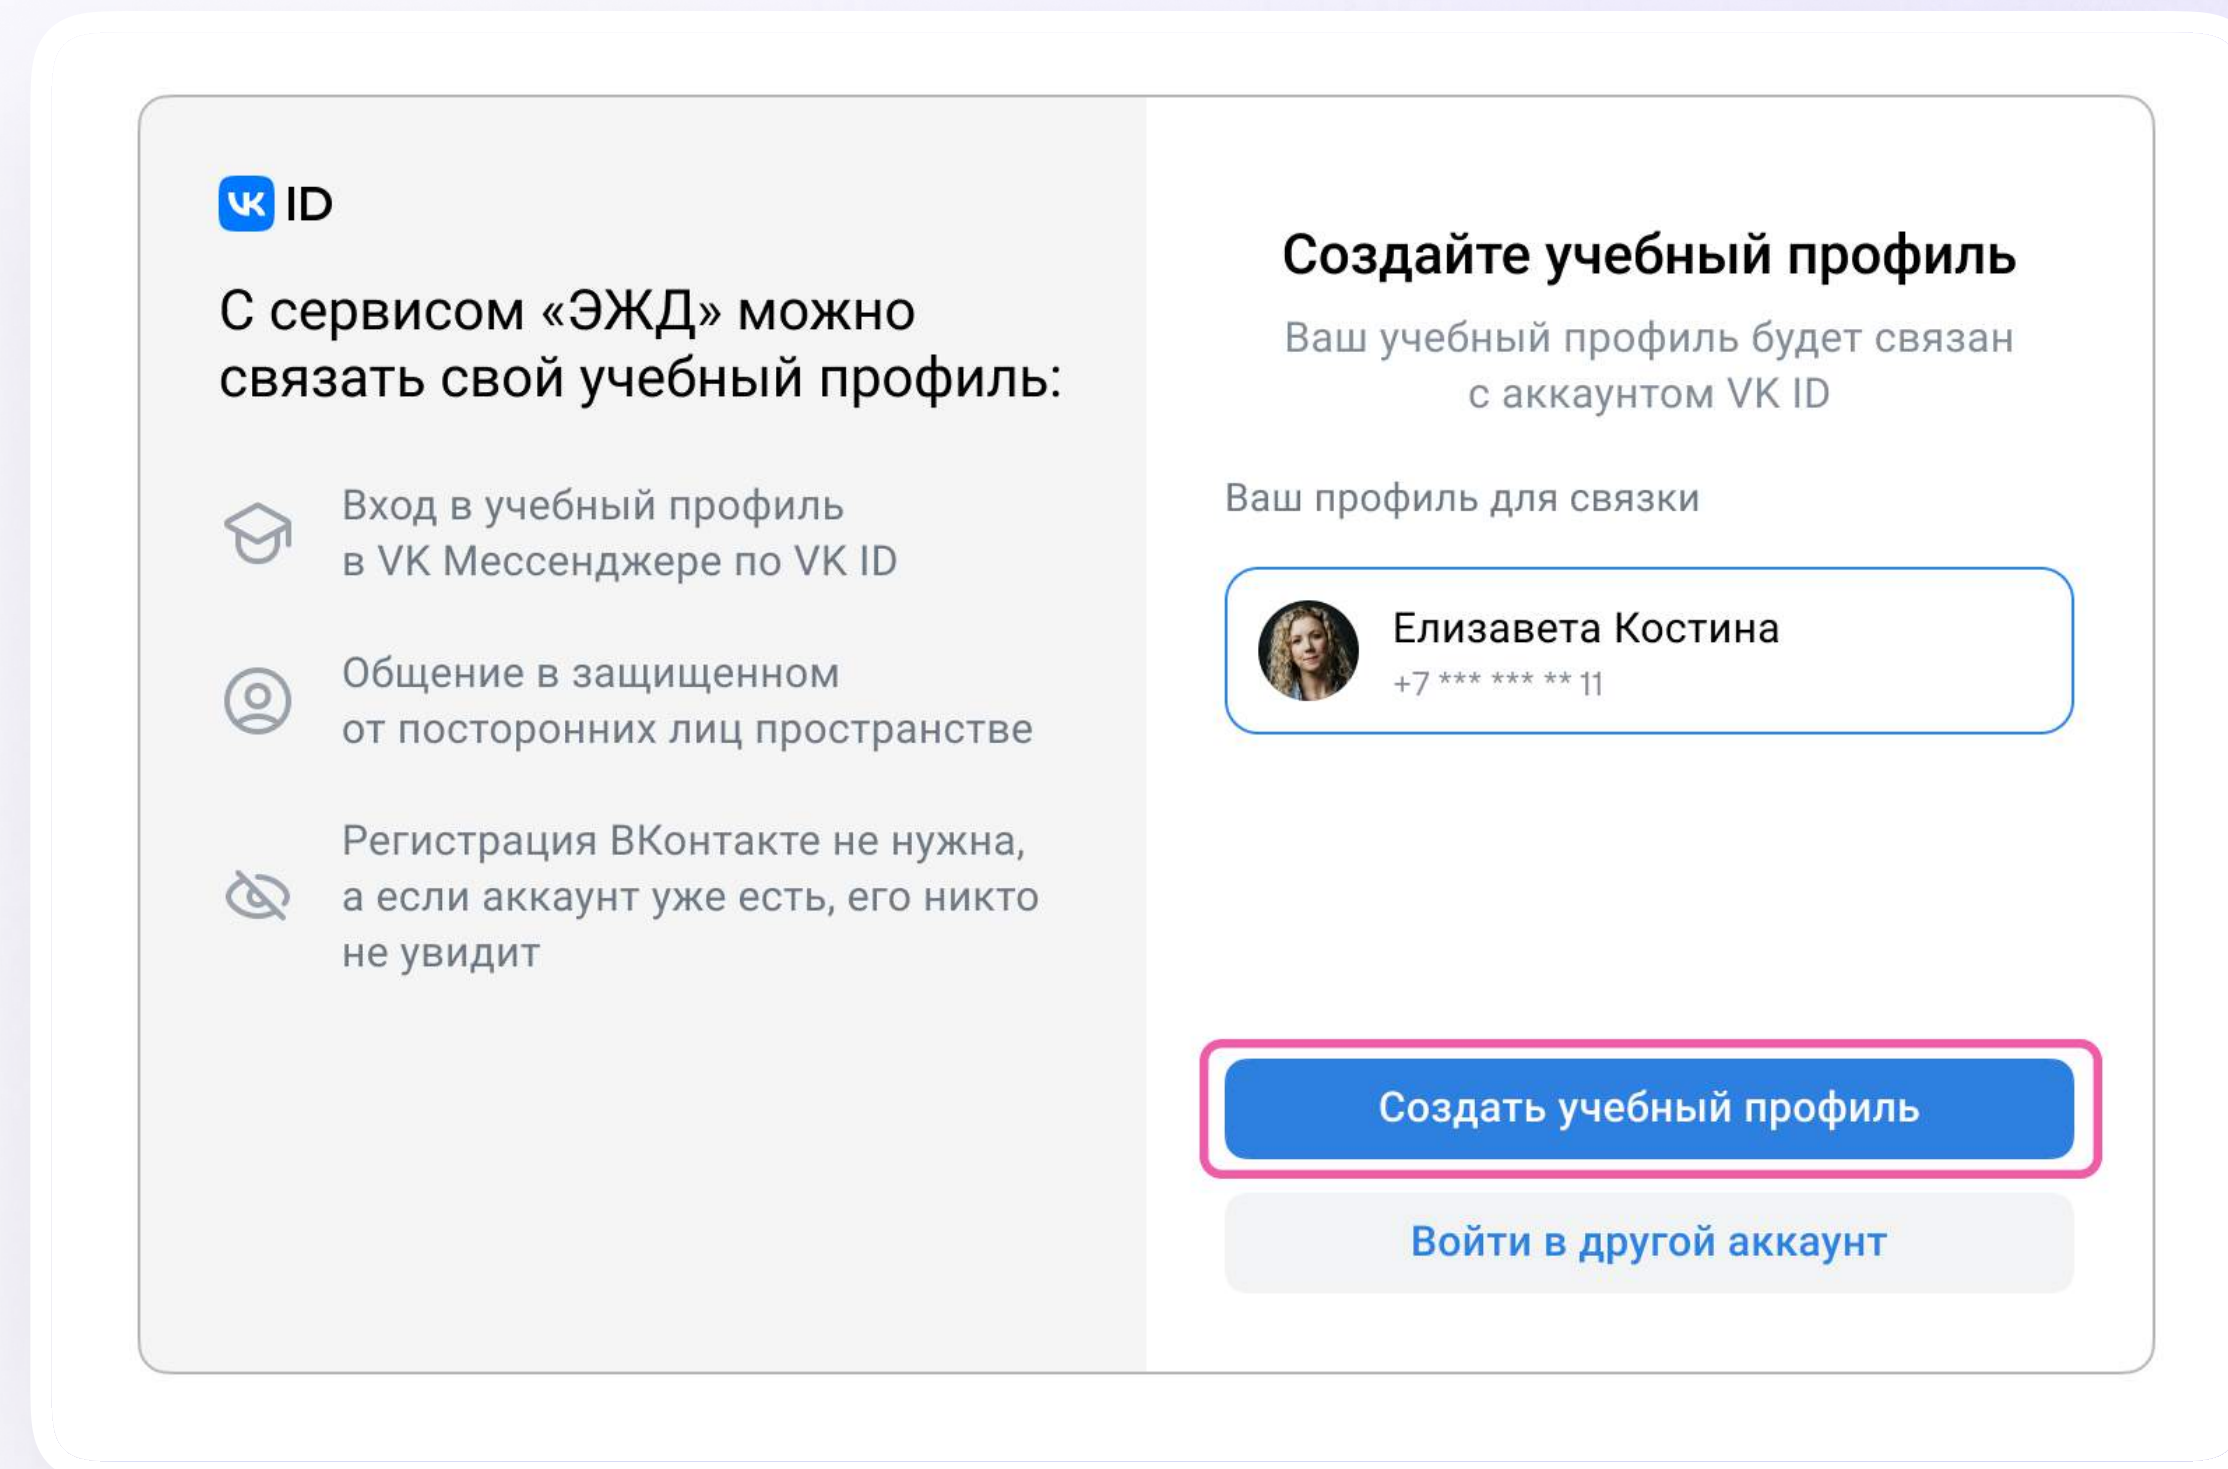 VK ID
С сервисом «ЭЖД» можно
связать свой учебный профиль:
Вход в учебный профиль
в VK Мессенджере по VK ID
Общение в защищенном
от посторонних лиц пространстве
Регистрация ВКонтакте не нужна,
а если аккаунт уже есть, его никто
не увидит
Создайте учебный профиль
Ваш учебный профиль будет связан
с аккаунтом VK ID
Ваш профиль для связки
Елизавета Костина
+7 *** *** ** 11
Создать учебный профиль
Войти в другой аккаунт